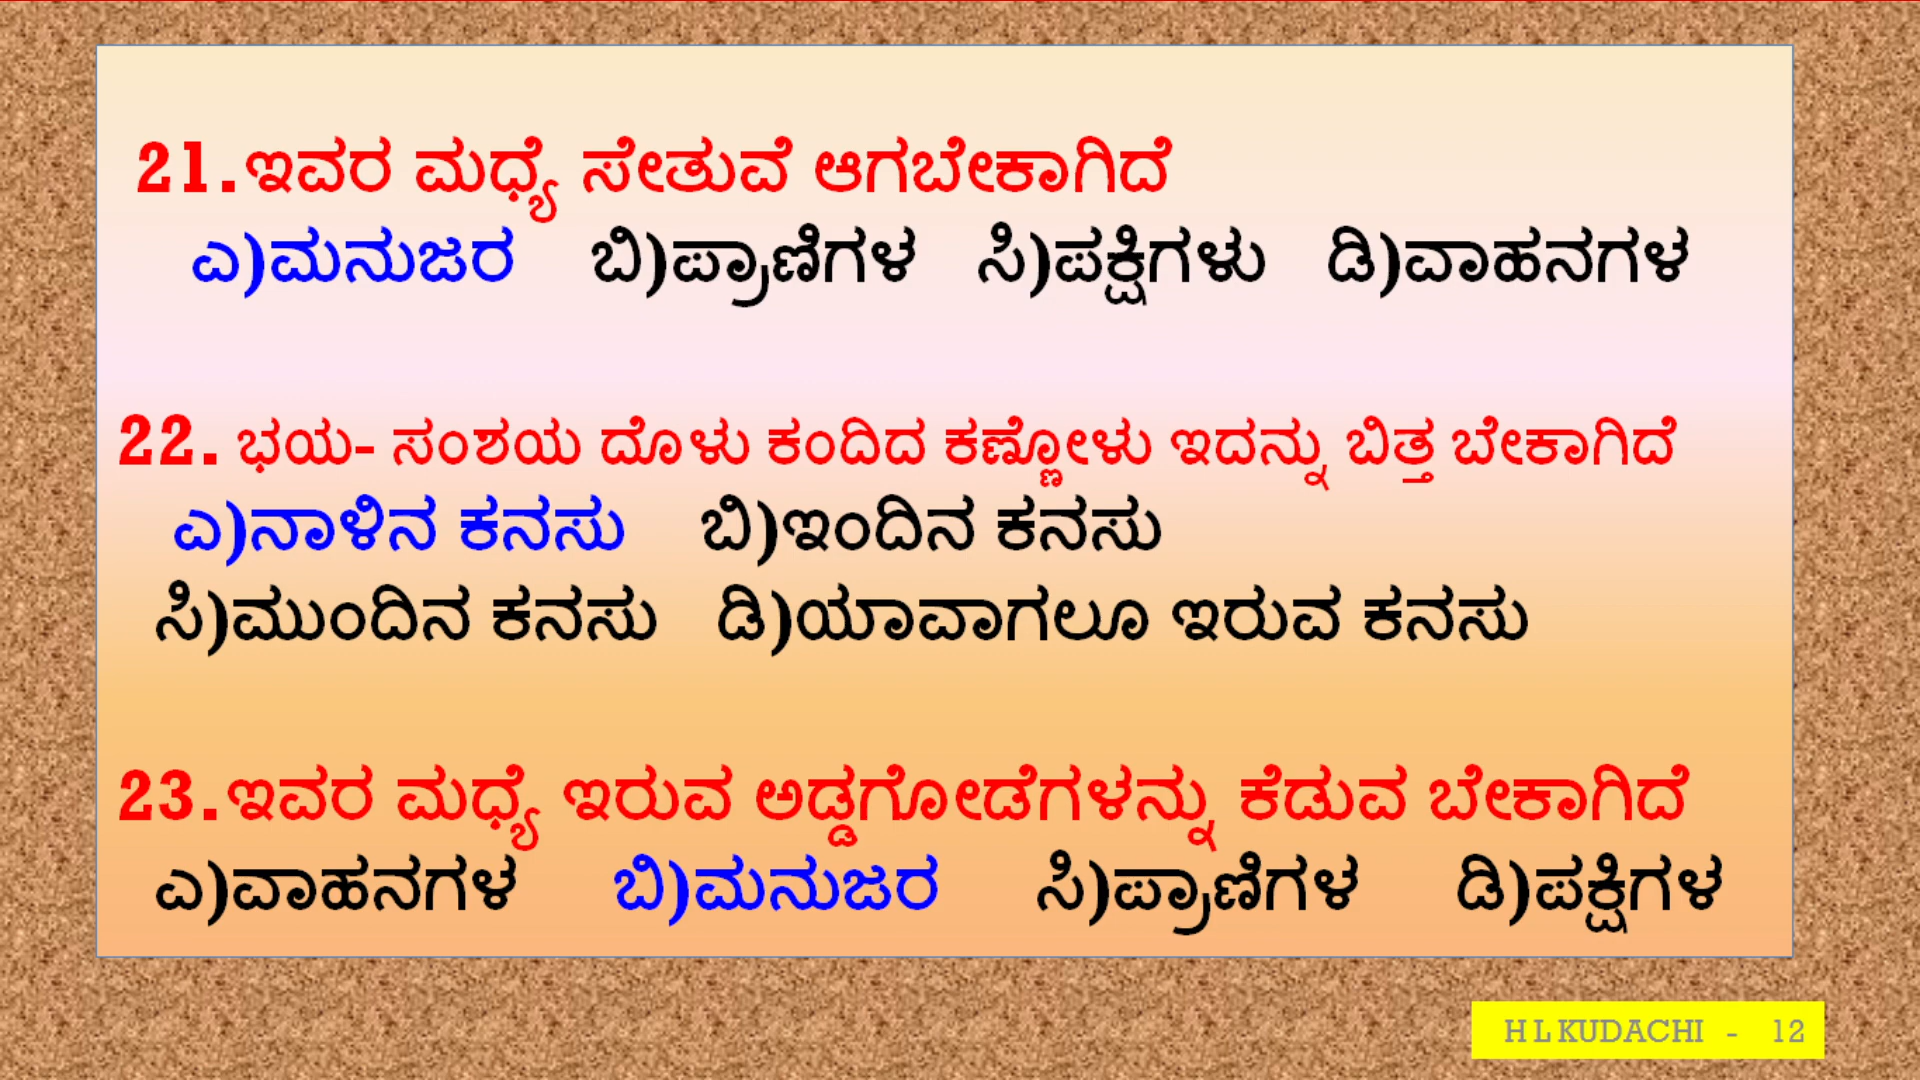 21.ಇವರ ಮಧ್ಯೆ ಸೇತುವೆ ಆಗಬೇಕಾಗಿದೆ
ಎ)ಮನುಜರ ಬಿ)ಪ್ರಾಣಿಗಳ ಸಿ)ಪಕ್ಷಿಗಳು ಡಿ)ವಾಹನಗಳ
22. ಭಯ- ಸಂಶಯ ದೊಳು ಕಂದಿದ ಕಣ್ಣೋಳು ಇದನ್ನು ಬಿತ್ತ ಬೇಕಾಗಿದೆ
ಎ)ನಾಳಿನ ಕನಸು ಬಿ)ಇಂದಿನ ಕನಸು
ಸಿ)ಮುಂದಿನ ಕನಸು ಡಿ)ಯಾವಾಗಲೂ ಇರುವ ಕನಸು
23.ಇವರ ಮಧ್ಯೆ ಇರುವ ಅಡ್ಡಗೋಡೆಗಳನ್ನು ಕೆಡುವ ಬೇಕಾಗಿದೆ
ಎ)ವಾಹನಗಳ ಬಿ)ಮನುಜರ ಸಿ)ಪ್ರಾಣಿಗಳ ಡಿ)ಪಕ್ಷಿಗಳ
H L KUDACHI - 12